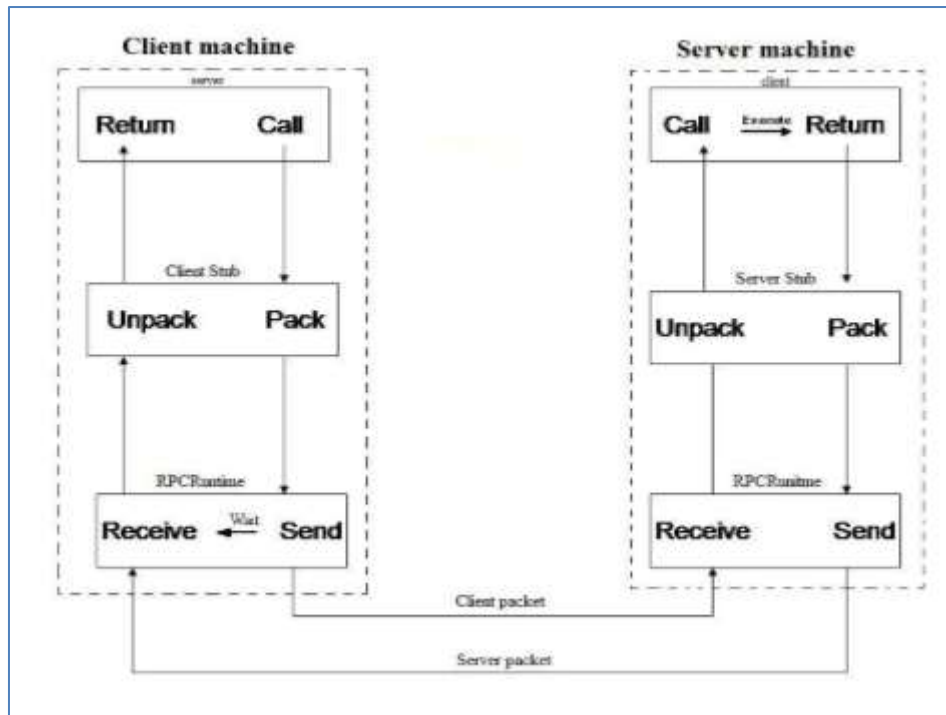 Client machine
Server machine
server
client
Return Call
Call Execute Return
Client Stub
Server Stub
Unpack Pack
Unpack Pack
RPCRuntime
RPCRunitme
Receive Wait Send
Receive Send
Client packet
Server packet